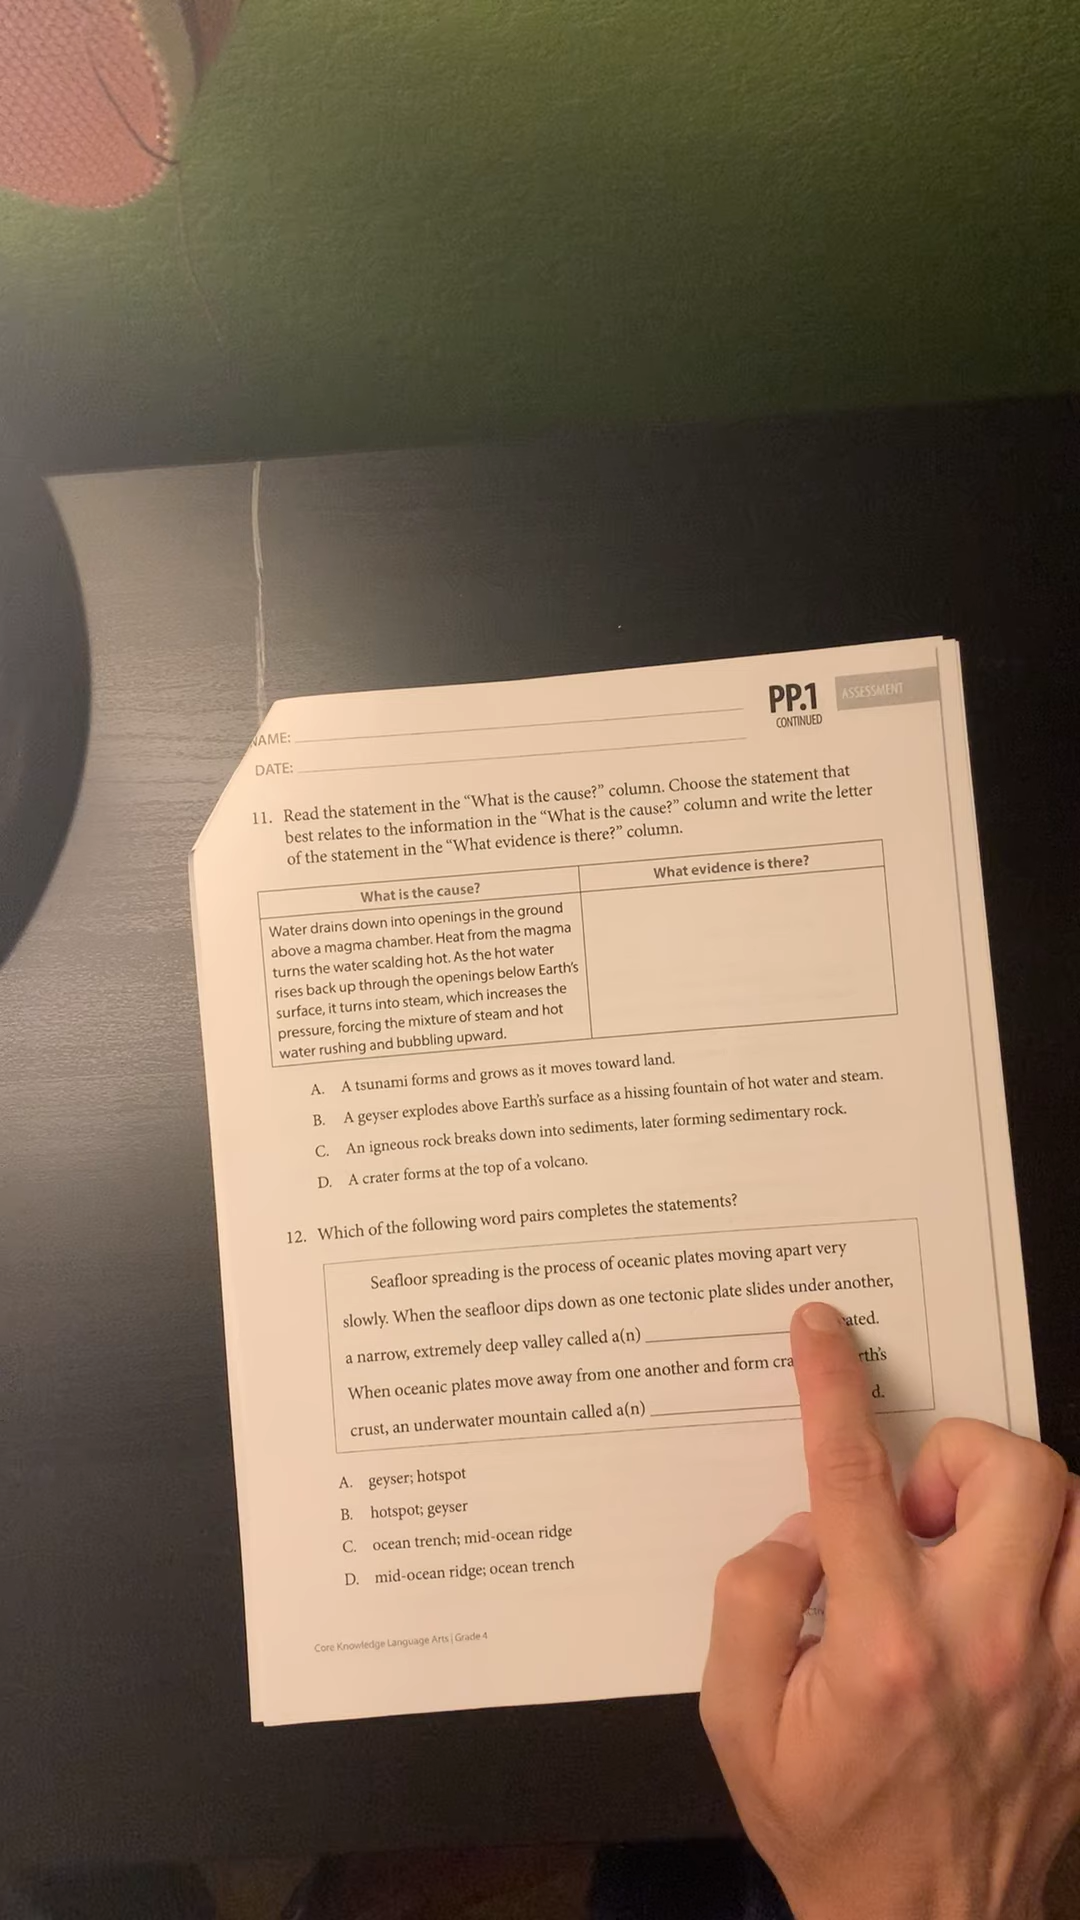 PP.1
ASSESSMENT
CONTINUED
NAME:
DATE:
11. Read the statement in the “What is the cause?” column. Choose the statement that
best relates to the information in the “What is the cause?” column and write the letter
of the statement in the “What evidence is there?” column.
What is the cause?
What evidence is there?
Water drains down into openings in the ground
above a magma chamber. Heat from the magma
turns the water scalding hot. As the hot water
rises back up through the openings below Earth’s
surface, it turns into steam, which increases the
pressure, forcing the mixture of steam and hot
water rushing and bubbling upward.
A. A tsunami forms and grows as it moves toward land.
B. A geyser explodes above Earth’s surface as a hissing fountain of hot water and steam.
C. An igneous rock breaks down into sediments, later forming sedimentary rock.
D. A crater forms at the top of a volcano.
12. Which of the following word pairs completes the statements?
Seafloor spreading is the process of oceanic plates moving apart very
slowly. When the seafloor dips down as one tectonic plate slides under another,
a narrow, extremely deep valley called a(n) ated.
When oceanic plates move away from one another and form cra rth’s
crust, an underwater mountain called a(n) d.
A. geyser; hotspot
B. hotspot; geyser
C. ocean trench; mid-ocean ridge
D. mid-ocean ridge; ocean trench
Core Knowledge Language Arts | Grade 4